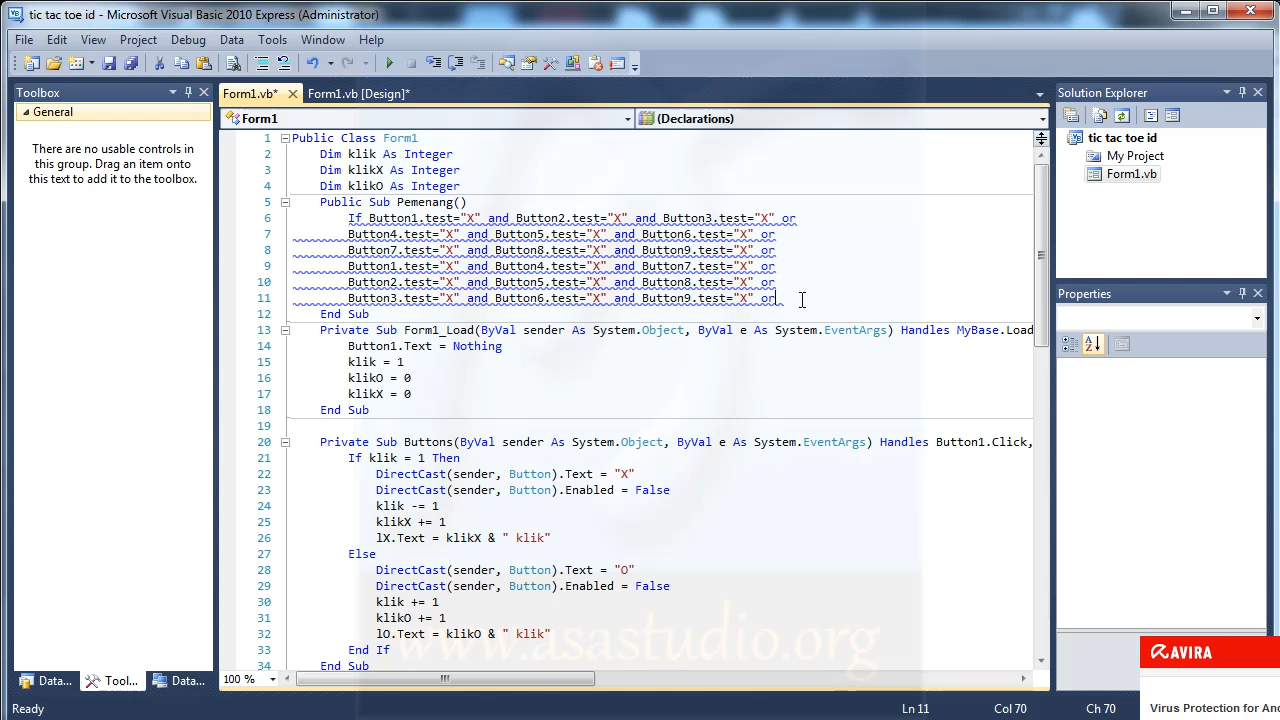 tic tac toe id - Microsoft Visual Basic 2010 Express (Administrator)
File Edit View Project Debug Data Tools Window Help
Toolbox
General
There are no usable controls in
this group. Drag an item onto
this text to add it to the toolbox.
Data... Tool... Data...
Form1.vb* Form1.vb [Design]*
Form1 (Declarations)
1 Public Class Form1
2 Dim klik As Integer
3 Dim klikX As Integer
4 Dim klikO As Integer
5 Public Sub Pemenang()
6 If Button1.test="X" and Button2.test="X" and Button3.test="X" or
7 Button4.test="X" and Button5.test="X" and Button6.test="X" or
8 Button7.test="X" and Button8.test="X" and Button9.test="X" or
9 Button1.test="X" and Button4.test="X" and Button7.test="X" or
10 Button2.test="X" and Button5.test="X" and Button8.test="X" or
11 Button3.test="X" and Button6.test="X" and Button9.test="X" or
12 End Sub
13 Private Sub Form1_Load(ByVal sender As System.Object, ByVal e As System.EventArgs) Handles MyBase.Load
14 Button1.Text = Nothing
15 klik = 1
16 klikO = 0
17 klikX = 0
18 End Sub
19
20 Private Sub Buttons(ByVal sender As System.Object, ByVal e As System.EventArgs) Handles Button1.Click,
21 If klik = 1 Then
22 DirectCast(sender, Button).Text = "X"
23 DirectCast(sender, Button).Enabled = False
24 klik -= 1
25 klikX += 1
26 lX.Text = klikX & " klik"
27 Else
28 DirectCast(sender, Button).Text = "O"
29 DirectCast(sender, Button).Enabled = False
30 klik += 1
31 klikO += 1
32 lO.Text = klikO & " klik"
33 End If
34 End Sub
100 %
Solution Explorer
tic tac toe id
My Project
Form1.vb
Properties
AVIRA
Virus Protection for An
Ready Ln 11 Col 70 Ch 70